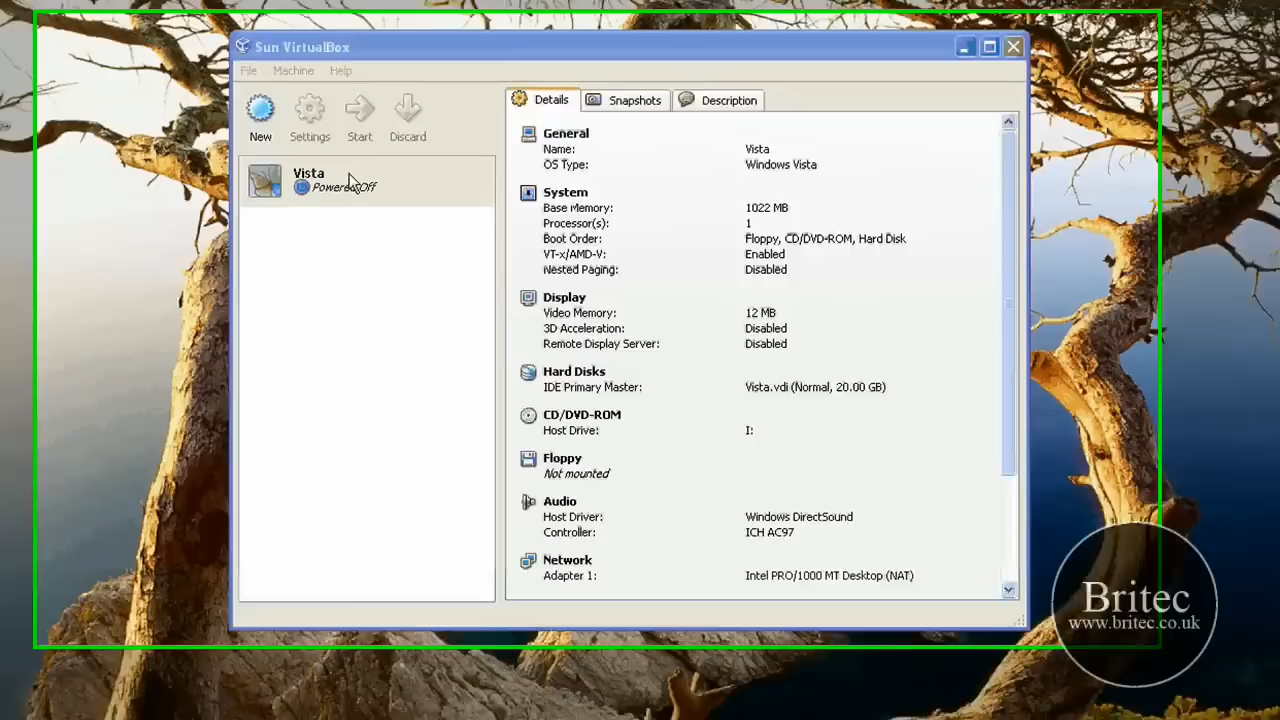 Sun VirtualBox
File Machine Help
New Settings Start Discard
Details Snapshots Description
Vista
Powered Off
General
Name: Vista
OS Type: Windows Vista
System
Base Memory: 1022 MB
Processor(s): 1
Boot Order: Floppy, CD/DVD-ROM, Hard Disk
VT-x/AMD-V: Enabled
Nested Paging: Disabled
Display
Video Memory: 12 MB
3D Acceleration: Disabled
Remote Display Server: Disabled
Hard Disks
IDE Primary Master: Vista.vdi (Normal, 20.00 GB)
CD/DVD-ROM
Host Drive: I:
Floppy
Not mounted
Audio
Host Driver: Windows DirectSound
Controller: ICH AC97
Network
Adapter 1: Intel PRO/1000 MT Desktop (NAT)
Britec
www.britec.co.uk